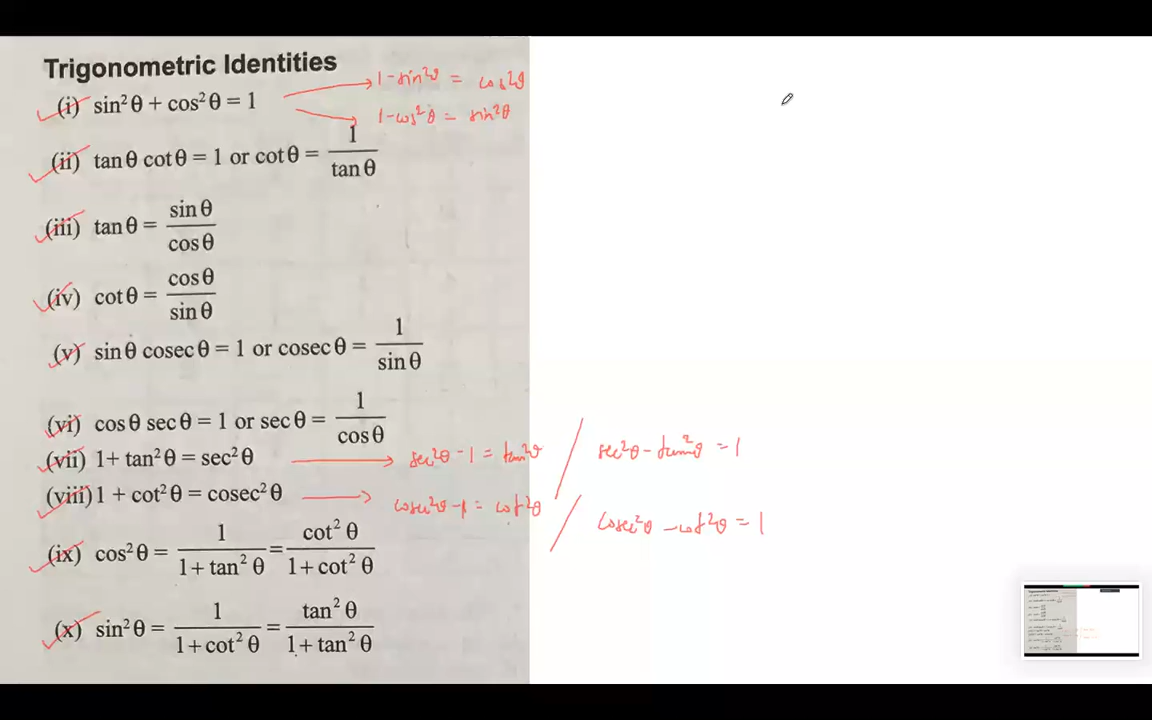 Trigonometric Identities
1-sin²θ = cos²θ
(i) sin²θ + cos²θ = 1
1-cos²θ = sin²θ
(ii) tanθ cotθ = 1 or cotθ = 1/tanθ
(iii) tanθ = sinθ/cosθ
(iv) cotθ = cosθ/sinθ
(v) sinθ cosecθ = 1 or cosecθ = 1/sinθ
(vi) cosθ secθ = 1 or secθ = 1/cosθ
(vii) 1+ tan²θ = sec²θ sec²θ -1 = tan²θ / sec²θ - tan²θ = 1
(viii) 1 + cot²θ = cosec²θ cosec²θ -1 = cot²θ / cosec²θ - cot²θ = 1
(ix) cos²θ = 1/(1+ tan²θ) = cot²θ/(1+ cot²θ)
(x) sin²θ = 1/(1+cot²θ) = tan²θ/(1+ tan²θ)